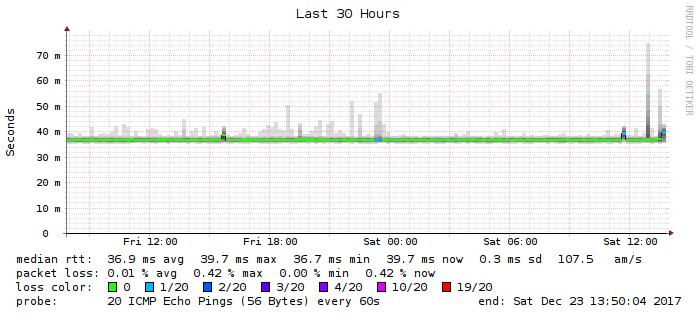 Last 30 Hours
RRDTOOL / TOBI OETIKER
Seconds
70 m
60 m
50 m
40 m
30 m
20 m
10 m
0
Fri 12:00 Fri 18:00 Sat 00:00 Sat 06:00 Sat 12:00
median rtt: 36.9 ms avg 39.7 ms max 36.7 ms min 39.7 ms now 0.3 ms sd 107.5 am/s
packet loss: 0.01 % avg 0.42 % max 0.00 % min 0.42 % now
loss color: 0 1/20 2/20 3/20 4/20 10/20 19/20
probe: 20 ICMP Echo Pings (56 Bytes) every 60s end: Sat Dec 23 13:50:04 2017